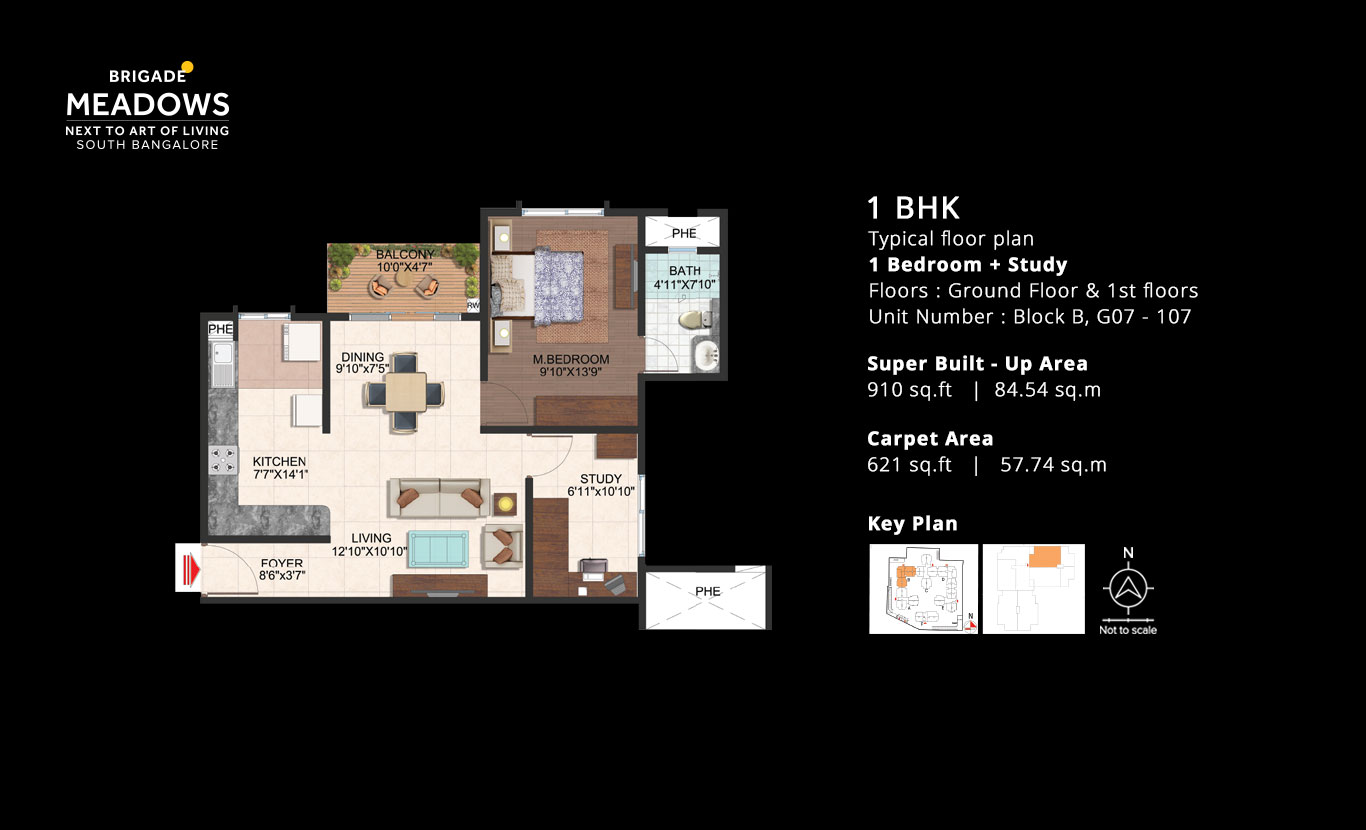 BRIGADE
MEADOWS
NEXT TO ART OF LIVING
SOUTH BANGALORE
BALCONY
10'0"X4'7"
RW
PHE
BATH
4'11"X7'10"
M.BEDROOM
9'10"X13'9"
PHE
DINING
9'10"x7'5"
KITCHEN
7'7"X14'1"
STUDY
6'11"x10'10"
LIVING
12'10"X10'10"
FOYER
8'6"x3'7"
PHE
1 BHK
Typical floor plan
1 Bedroom + Study
Floors : Ground Floor & 1st floors
Unit Number : Block B, G07 - 107
Super Built - Up Area
910 sq.ft | 84.54 sq.m
Carpet Area
621 sq.ft | 57.74 sq.m
Key Plan
N
N
Not to scale